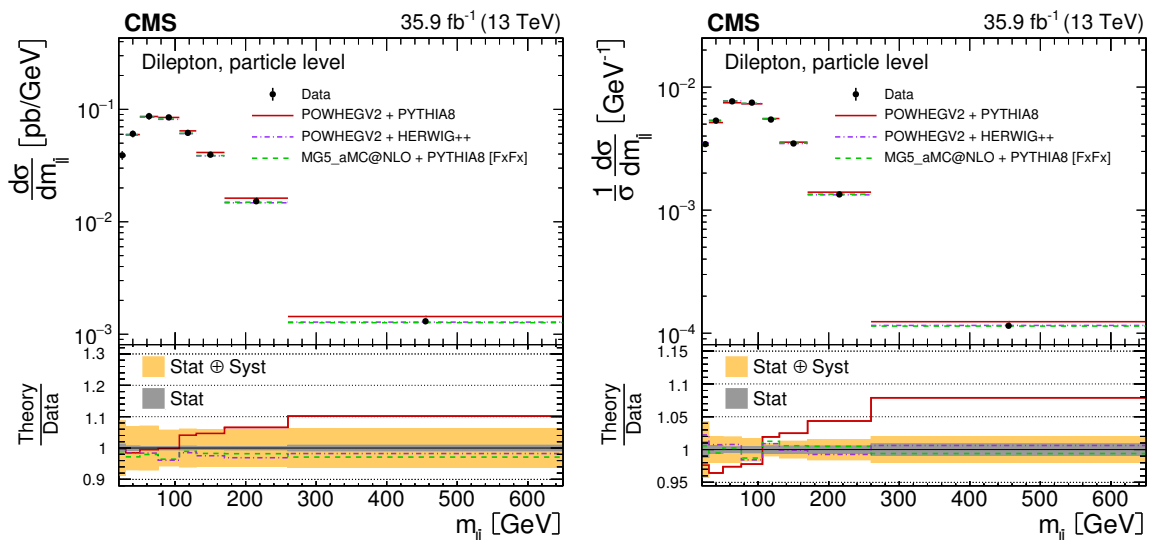 CMS 35.9 fb⁻¹ (13 TeV)
Dilepton, particle level
Data
POWHEGV2 + PYTHIA8
POWHEGV2 + HERWIG++
MG5_aMC@NLO + PYTHIA8 [FxFx]
dσ/dm_ll̄ [pb/GeV]
10⁻¹
10⁻²
10⁻³
Stat ⊕ Syst
Stat
Theory
Data
1.3
1.2
1.1
1
0.9
100 200 300 400 500 600
m_ll̄ [GeV]
CMS 35.9 fb⁻¹ (13 TeV)
Dilepton, particle level
Data
POWHEGV2 + PYTHIA8
POWHEGV2 + HERWIG++
MG5_aMC@NLO + PYTHIA8 [FxFx]
1/σ dσ/dm_ll̄ [GeV⁻¹]
10⁻²
10⁻³
10⁻⁴
Stat ⊕ Syst
Stat
Theory
Data
1.15
1.1
1.05
1
0.95
100 200 300 400 500 600
m_ll̄ [GeV]